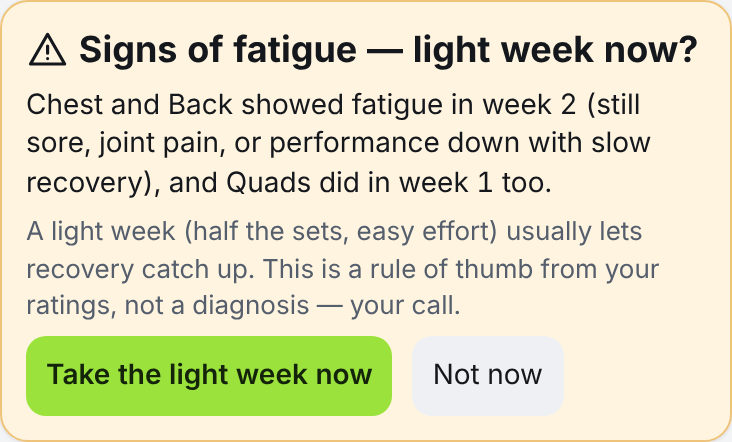 Signs of fatigue — light week now?
Chest and Back showed fatigue in week 2 (still
sore, joint pain, or performance down with slow
recovery), and Quads did in week 1 too.
A light week (half the sets, easy effort) usually lets
recovery catch up. This is a rule of thumb from your
ratings, not a diagnosis — your call.
Take the light week now
Not now